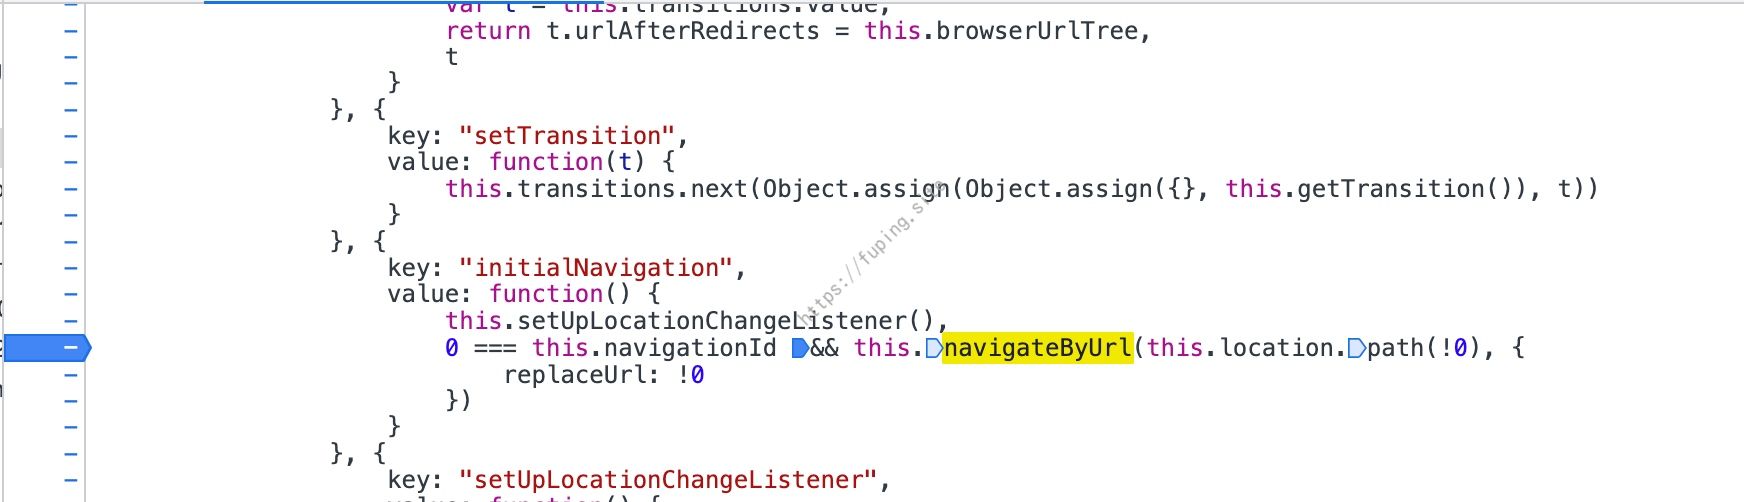 var t = this.transitions.value,
return t.urlAfterRedirects = this.browserUrlTree,
t
}
}, {
key: "setTransition",
value: function(t) {
this.transitions.next(Object.assign(Object.assign({}, this.getTransition()), t))
}
}, {
key: "initialNavigation",
value: function() {
this.setUpLocationChangeListener(),
0 === this.navigationId && this.navigateByUrl(this.location.path(!0), {
replaceUrl: !0
})
}
}, {
key: "setUpLocationChangeListener",
value: function() {
https://fuping.site